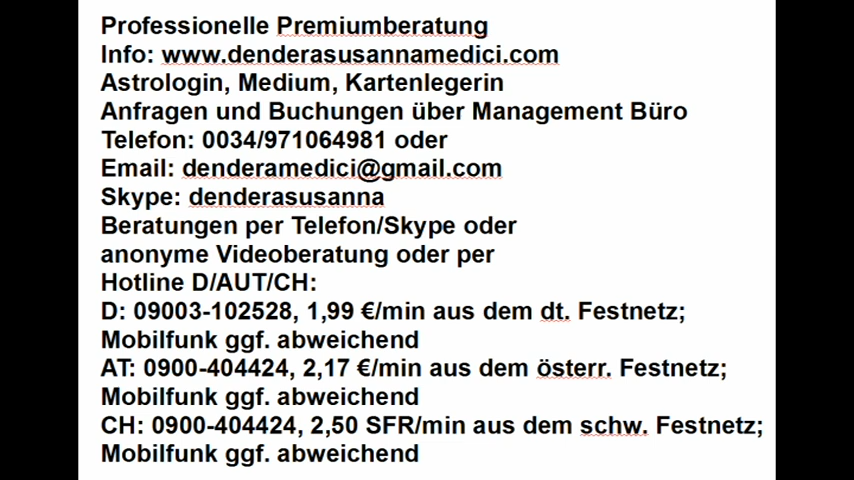 Professionelle Premiumberatung
Info: www.denderasusannamedici.com
Astrologin, Medium, Kartenlegerin
Anfragen und Buchungen über Management Büro
Telefon: 0034/971064981 oder
Email: denderamedici@gmail.com
Skype: denderasusanna
Beratungen per Telefon/Skype oder
anonyme Videoberatung oder per
Hotline D/AUT/CH:
D: 09003-102528, 1,99 €/min aus dem dt. Festnetz;
Mobilfunk ggf. abweichend
AT: 0900-404424, 2,17 €/min aus dem österr. Festnetz;
Mobilfunk ggf. abweichend
CH: 0900-404424, 2,50 SFR/min aus dem schw. Festnetz;
Mobilfunk ggf. abweichend